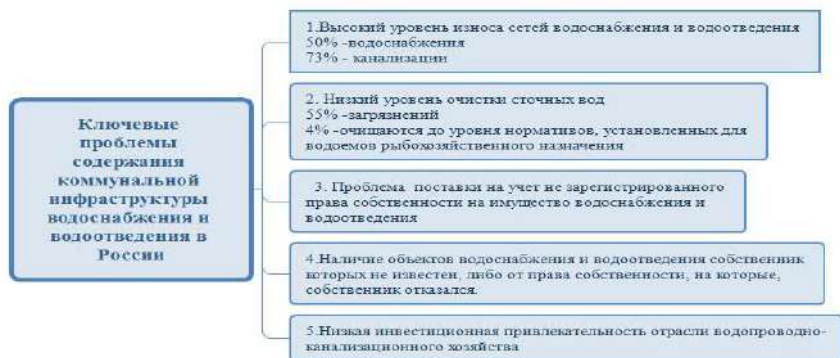 Ключевые
проблемы
содержания
коммунальной
инфраструктуры
водоснабжения и
водоотведения в
России
1.Высокий уровень износа сетей водоснабжения и водоотведения
50% -водоснабжения
73% - канализации
2. Низкий уровень очистки сточных вод
55% -загрязнений
4% -очищаются до уровня нормативов, установленных для
водоемов рыбохозяйственного назначения
3. Проблема поставки на учет не зарегистрированного
права собственности на имущество водоснабжения и
водоотведения
4.Наличие объектов водоснабжения и водоотведения собственник
которых не известен, либо от права собственности, на которые,
собственник отказался.
5.Низкая инвестиционная привлекательность отрасли водопроводно-
канализационного хозяйства